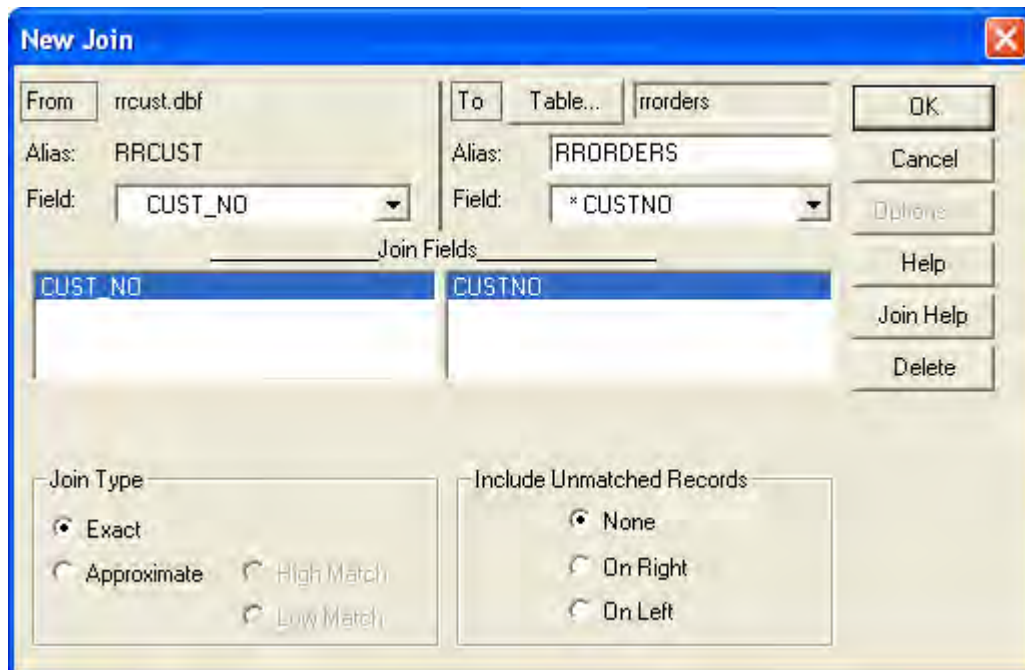 New Join
From rrcust.dbf To Table... rrorders OK
Alias: RRCUST Alias: RRORDERS Cancel
Field: CUST_NO Field: * CUSTNO Options...
Join Fields Help
CUST_NO CUSTNO
Join Help
Delete
Join Type Include Unmatched Records
Exact None
Approximate High Match On Right
Low Match On Left